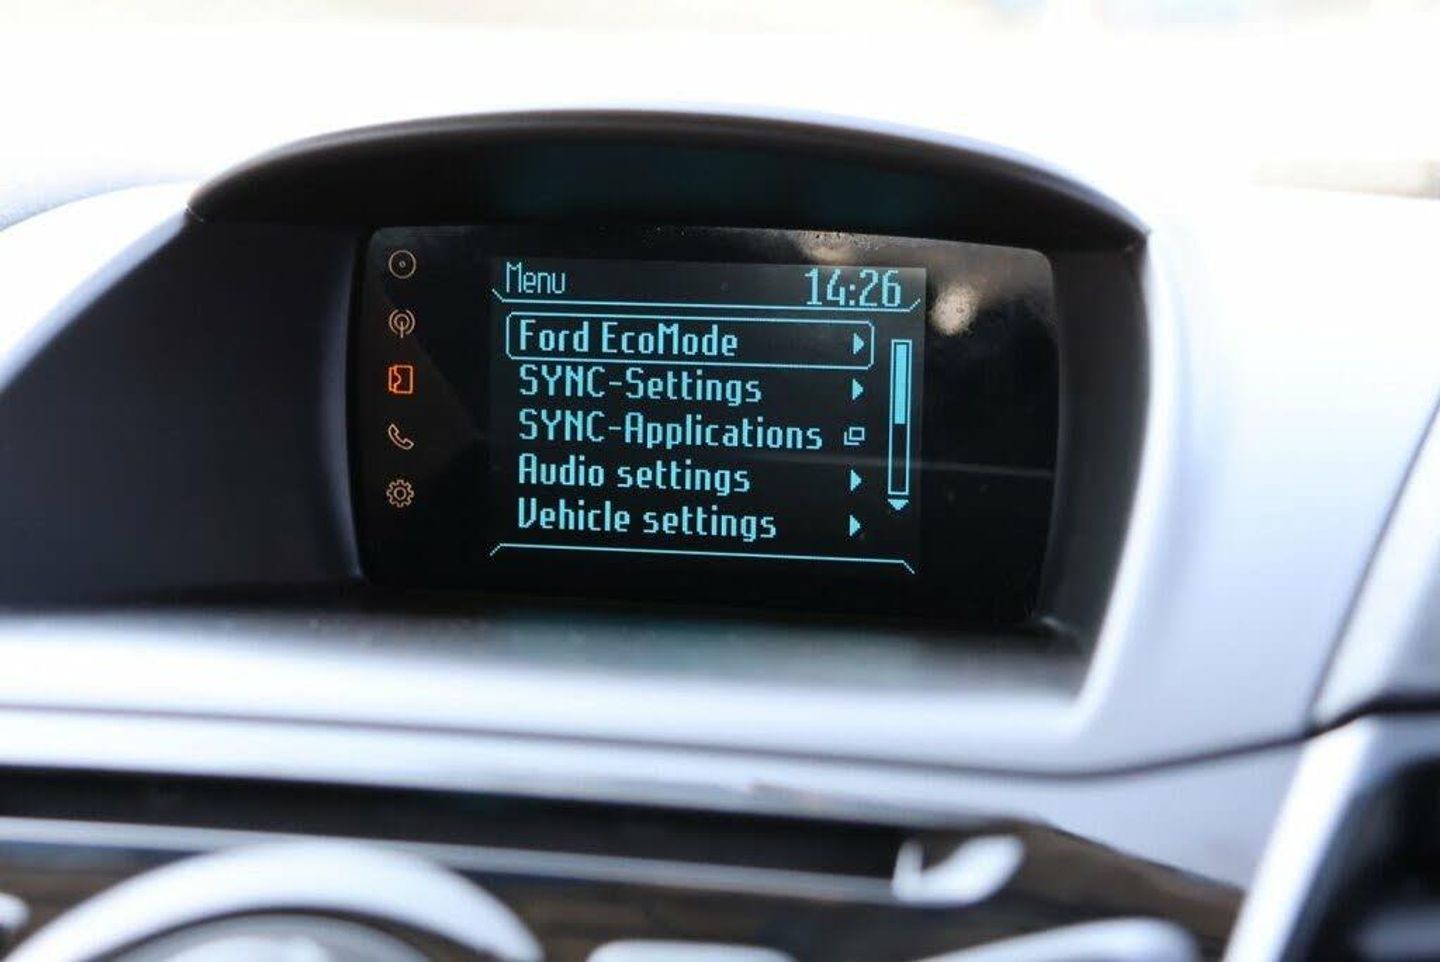 Menu 14:26
Ford EcoMode
SYNC-Settings
SYNC-Applications
Audio settings
Vehicle settings